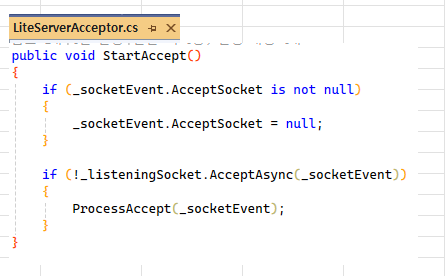 LiteServerAcceptor.cs
public void StartAccept()
{
if (_socketEvent.AcceptSocket is not null)
{
_socketEvent.AcceptSocket = null;
}
if (!_listeningSocket.AcceptAsync(_socketEvent))
{
ProcessAccept(_socketEvent);
}
}